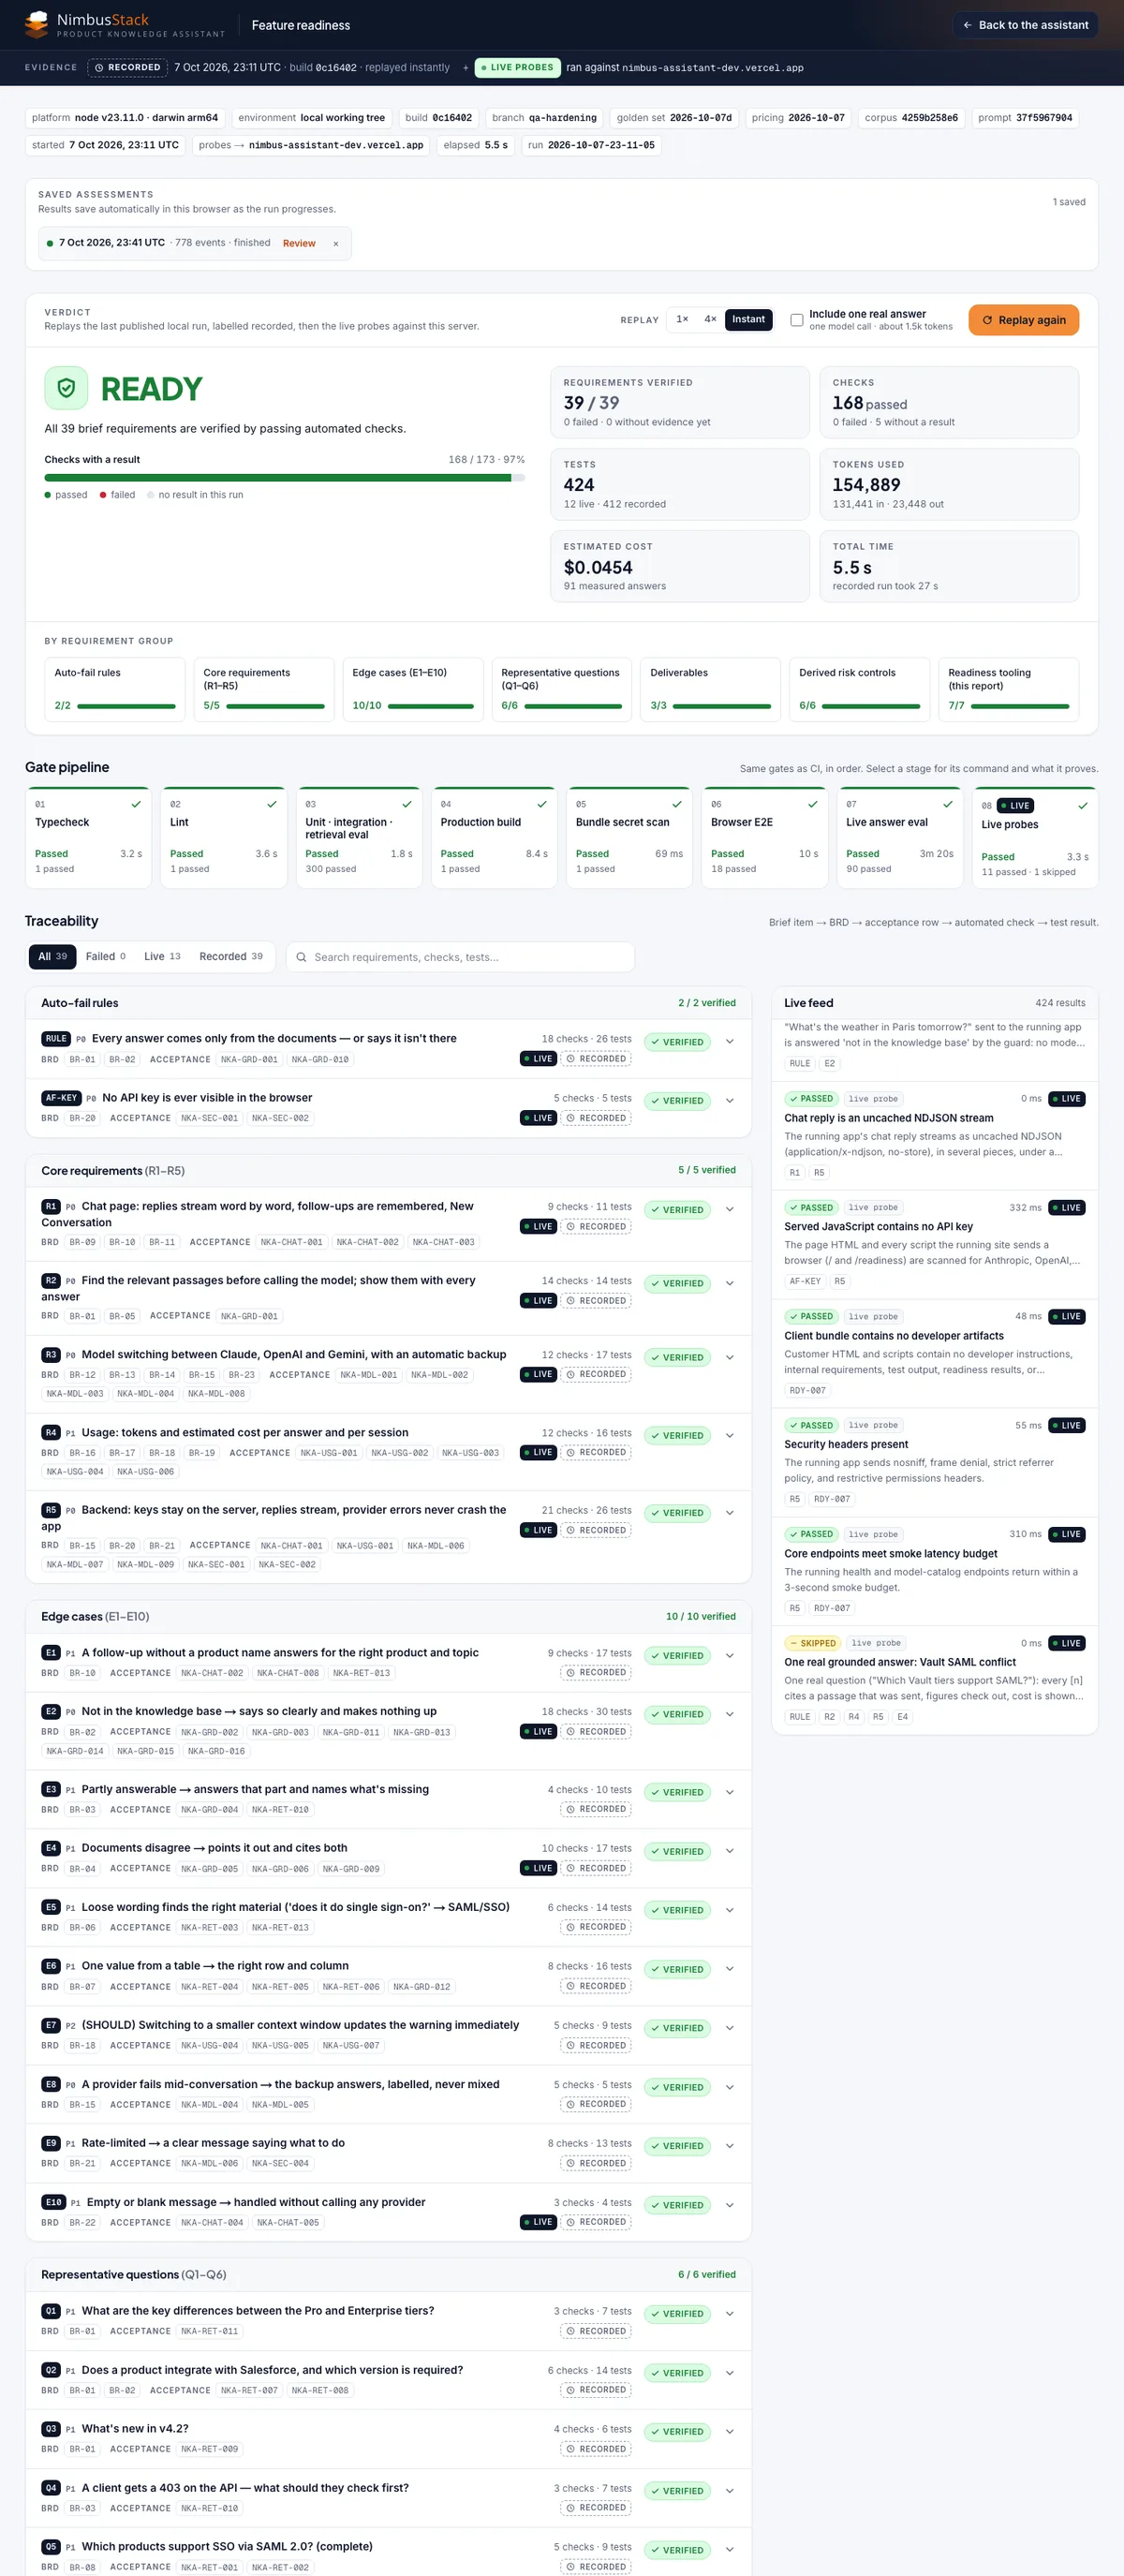 NimbusStack
PRODUCT KNOWLEDGE ASSISTANT
Feature readiness
← Back to the assistant
EVIDENCE RECORDED 7 Oct 2026, 23:11 UTC · build 0c16402 · replayed instantly + LIVE PROBES ran against nimbus-assistant-dev.vercel.app
platform node v23.11.0 · darwin arm64 environment local working tree build 0c16402 branch qa-hardening golden set 2026-10-07d pricing 2026-10-07 corpus 4259b258e6 prompt 37f5967904
started 7 Oct 2026, 23:11 UTC probes → nimbus-assistant-dev.vercel.app elapsed 5.5 s run 2026-10-07-23-11-05
SAVED ASSESSMENTS
Results save automatically in this browser as the run progresses.
1 saved
7 Oct 2026, 23:41 UTC · 778 events · finished Review ×
VERDICT
Replays the last published local run, labelled recorded, then the live probes against this server.
REPLAY 1× 4× Instant
Include one real answer
one model call · about 1.5k tokens
Replay again
READY
All 39 brief requirements are verified by passing automated checks.
Checks with a result 168 / 173 · 97%
passed failed no result in this run
REQUIREMENTS VERIFIED
39 / 39
0 failed · 0 without evidence yet
CHECKS
168 passed
0 failed · 5 without a result
TESTS
424
12 live · 412 recorded
TOKENS USED
154,889
131,441 in · 23,448 out
ESTIMATED COST
$0.0454
91 measured answers
TOTAL TIME
5.5 s
recorded run took 27 s
BY REQUIREMENT GROUP
Auto-fail rules
2/2
Core requirements (R1–R5)
5/5
Edge cases (E1–E10)
10/10
Representative questions (Q1–Q6)
6/6
Deliverables
3/3
Derived risk controls
6/6
Readiness tooling (this report)
7/7
Gate pipeline
Same gates as CI, in order. Select a stage for its command and what it proves.
01
Typecheck
Passed 3.2 s
1 passed
02
Lint
Passed 3.6 s
1 passed
03
Unit · integration · retrieval eval
Passed 1.8 s
300 passed
04
Production build
Passed 8.4 s
1 passed
05
Bundle secret scan
Passed 69 ms
1 passed
06
Browser E2E
Passed 10 s
18 passed
07
Live answer eval
Passed 3m 20s
90 passed
08 LIVE
Live probes
Passed 3.3 s
11 passed · 1 skipped
Traceability
Brief item → BRD → acceptance row → automated check → test result.
All 39 Failed 0 Live 13 Recorded 39
Search requirements, checks, tests...
Auto-fail rules 2 / 2 verified
RULE P0 Every answer comes only from the documents — or says it isn't there 18 checks · 26 tests VERIFIED
BRD BR-01 BR-02 ACCEPTANCE NKA-GRD-001 NKA-GRD-010 LIVE RECORDED
AF-KEY P0 No API key is ever visible in the browser 5 checks · 5 tests VERIFIED
BRD BR-20 ACCEPTANCE NKA-SEC-001 NKA-SEC-002 LIVE RECORDED
Core requirements (R1–R5) 5 / 5 verified
R1 P0 Chat page: replies stream word by word, follow-ups are remembered, New 9 checks · 11 tests VERIFIED
Conversation LIVE RECORDED
BRD BR-09 BR-10 BR-11 ACCEPTANCE NKA-CHAT-001 NKA-CHAT-002 NKA-CHAT-003
R2 P0 Find the relevant passages before calling the model; show them with every 14 checks · 14 tests VERIFIED
answer LIVE RECORDED
BRD BR-01 BR-05 ACCEPTANCE NKA-GRD-001
R3 P0 Model switching between Claude, OpenAI and Gemini, with an automatic backup 12 checks · 17 tests VERIFIED
BRD BR-12 BR-13 BR-14 BR-15 BR-23 ACCEPTANCE NKA-MDL-001 NKA-MDL-002 LIVE RECORDED
NKA-MDL-003 NKA-MDL-004 NKA-MDL-008
R4 P1 Usage: tokens and estimated cost per answer and per session 12 checks · 16 tests VERIFIED
BRD BR-16 BR-17 BR-18 BR-19 ACCEPTANCE NKA-USG-001 NKA-USG-002 NKA-USG-003 LIVE RECORDED
NKA-USG-004 NKA-USG-006
R5 P0 Backend: keys stay on the server, replies stream, provider errors never crash the 21 checks · 26 tests VERIFIED
app LIVE RECORDED
BRD BR-15 BR-20 BR-21 ACCEPTANCE NKA-CHAT-001 NKA-USG-001 NKA-MDL-006
NKA-MDL-007 NKA-MDL-009 NKA-SEC-001 NKA-SEC-002
Edge cases (E1–E10) 10 / 10 verified
E1 P1 A follow-up without a product name answers for the right product and topic 9 checks · 17 tests VERIFIED
BRD BR-10 ACCEPTANCE NKA-CHAT-002 NKA-CHAT-008 NKA-RET-013 RECORDED
E2 P0 Not in the knowledge base → says so clearly and makes nothing up 18 checks · 30 tests VERIFIED
BRD BR-02 ACCEPTANCE NKA-GRD-002 NKA-GRD-003 NKA-GRD-011 NKA-GRD-013 LIVE RECORDED
NKA-GRD-014 NKA-GRD-015 NKA-GRD-016
E3 P1 Partly answerable → answers that part and names what's missing 4 checks · 10 tests VERIFIED
BRD BR-03 ACCEPTANCE NKA-GRD-004 NKA-RET-010 RECORDED
E4 P1 Documents disagree → points it out and cites both 10 checks · 17 tests VERIFIED
BRD BR-04 ACCEPTANCE NKA-GRD-005 NKA-GRD-006 NKA-GRD-009 LIVE RECORDED
E5 P1 Loose wording finds the right material ('does it do single sign-on?' → SAML/SSO) 6 checks · 14 tests VERIFIED
BRD BR-06 ACCEPTANCE NKA-RET-003 NKA-RET-013 RECORDED
E6 P1 One value from a table → the right row and column 8 checks · 16 tests VERIFIED
BRD BR-07 ACCEPTANCE NKA-RET-004 NKA-RET-005 NKA-RET-006 NKA-GRD-012 RECORDED
E7 P2 (SHOULD) Switching to a smaller context window updates the warning immediately 5 checks · 9 tests VERIFIED
BRD BR-18 ACCEPTANCE NKA-USG-004 NKA-USG-005 NKA-USG-007 RECORDED
E8 P0 A provider fails mid-conversation → the backup answers, labelled, never mixed 5 checks · 5 tests VERIFIED
BRD BR-15 ACCEPTANCE NKA-MDL-004 NKA-MDL-005 RECORDED
E9 P1 Rate-limited → a clear message saying what to do 8 checks · 13 tests VERIFIED
BRD BR-21 ACCEPTANCE NKA-MDL-006 NKA-SEC-004 RECORDED
E10 P1 Empty or blank message → handled without calling any provider 3 checks · 4 tests VERIFIED
BRD BR-22 ACCEPTANCE NKA-CHAT-004 NKA-CHAT-005 LIVE RECORDED
Representative questions (Q1–Q6) 6 / 6 verified
Q1 P1 What are the key differences between the Pro and Enterprise tiers? 3 checks · 7 tests VERIFIED
BRD BR-01 ACCEPTANCE NKA-RET-011 RECORDED
Q2 P1 Does a product integrate with Salesforce, and which version is required? 6 checks · 14 tests VERIFIED
BRD BR-01 BR-02 ACCEPTANCE NKA-RET-007 NKA-RET-008 RECORDED
Q3 P1 What's new in v4.2? 4 checks · 6 tests VERIFIED
BRD BR-01 ACCEPTANCE NKA-RET-009 RECORDED
Q4 P1 A client gets a 403 on the API — what should they check first? 3 checks · 7 tests VERIFIED
BRD BR-03 ACCEPTANCE NKA-RET-010 RECORDED
Q5 P1 Which products support SSO via SAML 2.0? (complete) 5 checks · 9 tests VERIFIED
BRD BR-08 ACCEPTANCE NKA-RET-001 NKA-RET-002 RECORDED
Live feed 424 results
"What's the weather in Paris tomorrow?" sent to the running app
is answered 'not in the knowledge base' by the guard: no mode...
RULE E2
PASSED live probe 0 ms LIVE
Chat reply is an uncached NDJSON stream
The running app's chat reply streams as uncached NDJSON
(application/x-ndjson, no-store), in several pieces, under a...
R1 R5
PASSED live probe 332 ms LIVE
Served JavaScript contains no API key
The page HTML and every script the running site sends a
browser (/ and /readiness) are scanned for Anthropic, OpenAI,...
AF-KEY R5
PASSED live probe 48 ms LIVE
Client bundle contains no developer artifacts
Customer HTML and scripts contain no developer instructions,
internal requirements, test output, readiness results, or...
RDY-007
PASSED live probe 55 ms LIVE
Security headers present
The running app sends nosniff, frame denial, strict referrer
policy, and restrictive permissions headers.
R5 RDY-007
PASSED live probe 310 ms LIVE
Core endpoints meet smoke latency budget
The running health and model-catalog endpoints return within a
3-second smoke budget.
R5 RDY-007
SKIPPED live probe 0 ms LIVE
One real grounded answer: Vault SAML conflict
One real question ("Which Vault tiers support SAML?"): every [n]
cites a passage that was sent, figures check out, cost is shown...
RULE R2 R4 R5 E4